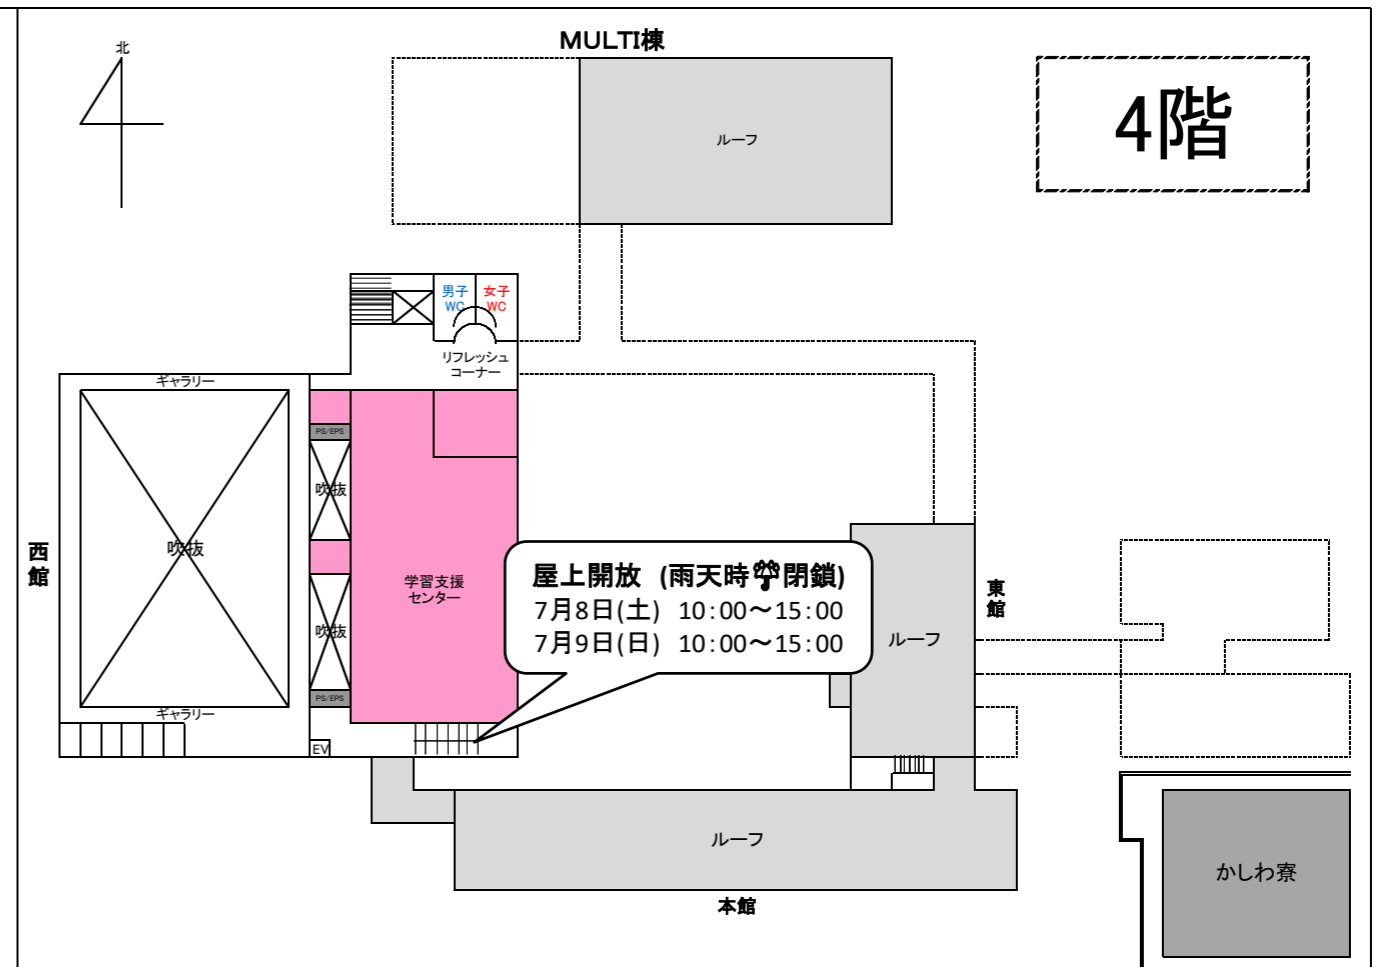 MULTI棟
北
4階
ルーフ
男子
WC
女子
WC
リフレッシュ
コーナー
ギャラリー
PS/EPS
吹抜
吹抜
西
館
学習支援
センター
屋上開放 (雨天時☂閉鎖)
7月8日(土) 10:00～15:00
7月9日(日) 10:00～15:00
東
館
ルーフ
吹抜
PS/EPS
ギャラリー
EV
ルーフ
かしわ寮
本館